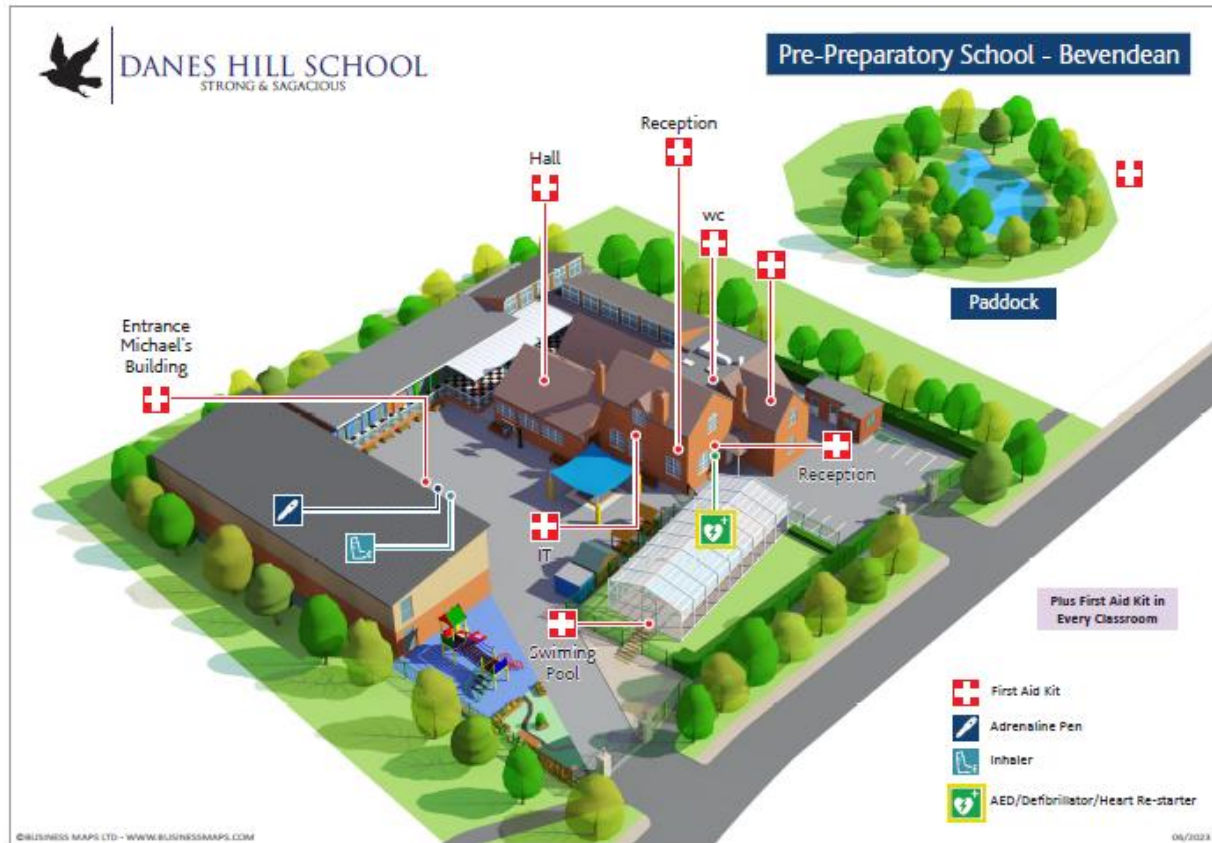 DANES HILL SCHOOL
STRONG & SAGACIOUS
Pre-Preparatory School - Bevendean
Reception
Hall
wc
Paddock
Entrance
Michael's
Building
Reception
IT
Swiming
Pool
Plus First Aid Kit in
Every Classroom
First Aid Kit
Adrenaline Pen
Inhaler
AED/Defibrillator/Heart Re-starter
©BUSINESS MAPS LTD - WWW.BUSINESSMAPS.COM
06/2023